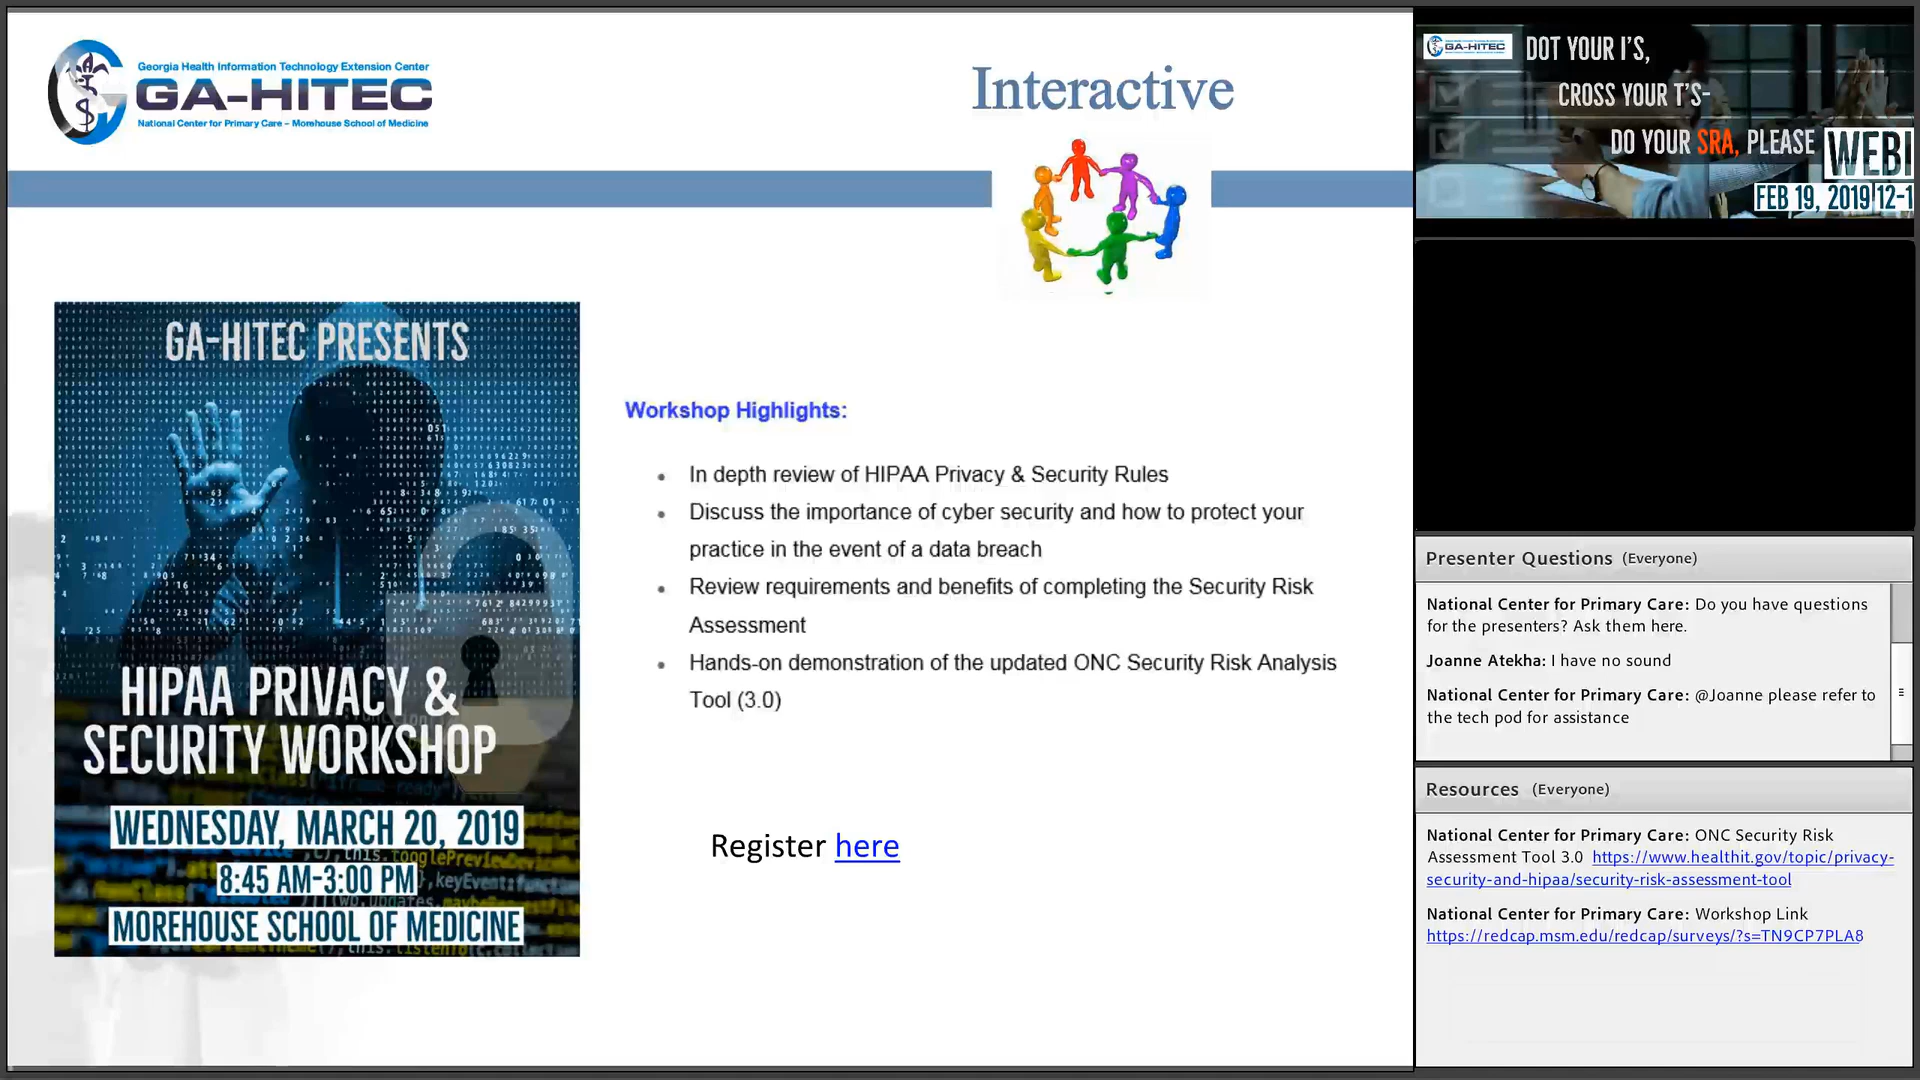 Georgia Health Information Technology Extension Center
GA-HITEC
National Center for Primary Care – Morehouse School of Medicine
Interactive
GA-HITEC PRESENTS
HIPAA PRIVACY &
SECURITY WORKSHOP
WEDNESDAY, MARCH 20, 2019
8:45 AM-3:00 PM
MOREHOUSE SCHOOL OF MEDICINE
Workshop Highlights:
In depth review of HIPAA Privacy & Security Rules
Discuss the importance of cyber security and how to protect your
practice in the event of a data breach
Review requirements and benefits of completing the Security Risk
Assessment
Hands-on demonstration of the updated ONC Security Risk Analysis
Tool (3.0)
Register here
GA-HITEC
DOT YOUR I'S,
CROSS YOUR T'S-
DO YOUR SRA, PLEASE
WEBI
FEB 19, 2019 12-1
Presenter Questions (Everyone)
National Center for Primary Care: Do you have questions
for the presenters? Ask them here.
Joanne Atekha: I have no sound
National Center for Primary Care: @Joanne please refer to
the tech pod for assistance
Resources (Everyone)
National Center for Primary Care: ONC Security Risk
Assessment Tool 3.0 https://www.healthit.gov/topic/privacy-
security-and-hipaa/security-risk-assessment-tool
National Center for Primary Care: Workshop Link
https://redcap.msm.edu/redcap/surveys/?s=TN9CP7PLA8